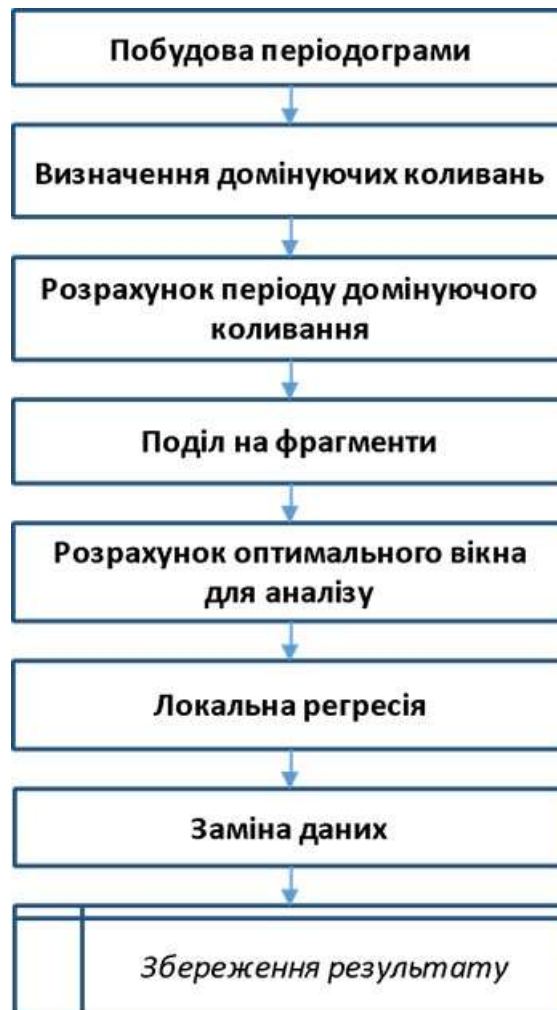 Побудова періодограми
Визначення домінуючих коливань
Розрахунок періоду домінуючого
коливання
Поділ на фрагменти
Розрахунок оптимального вікна
для аналізу
Локальна регресія
Заміна даних
Збереження результату